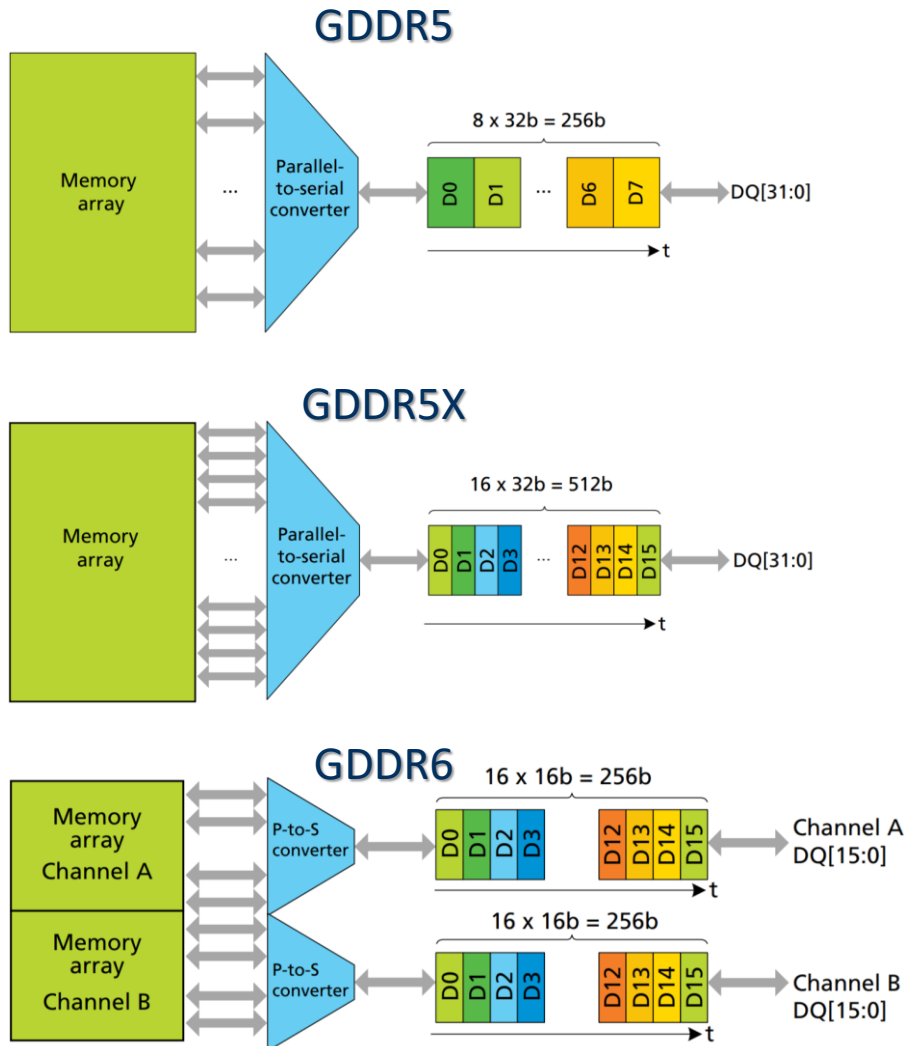 GDDR5
8 x 32b = 256b
Memory
array
...
Parallel-
to-serial
converter
D0
D1
...
D6
D7
DQ[31:0]
t
GDDR5X
16 x 32b = 512b
Memory
array
...
Parallel-
to-serial
converter
D0
D1
D2
D3
...
D12
D13
D14
D15
DQ[31:0]
t
GDDR6
16 x 16b = 256b
Memory
array
Channel A
P-to-S
converter
D0
D1
D2
D3
D12
D13
D14
D15
Channel A
DQ[15:0]
t
16 x 16b = 256b
Memory
array
Channel B
P-to-S
converter
D0
D1
D2
D3
D12
D13
D14
D15
Channel B
DQ[15:0]
t